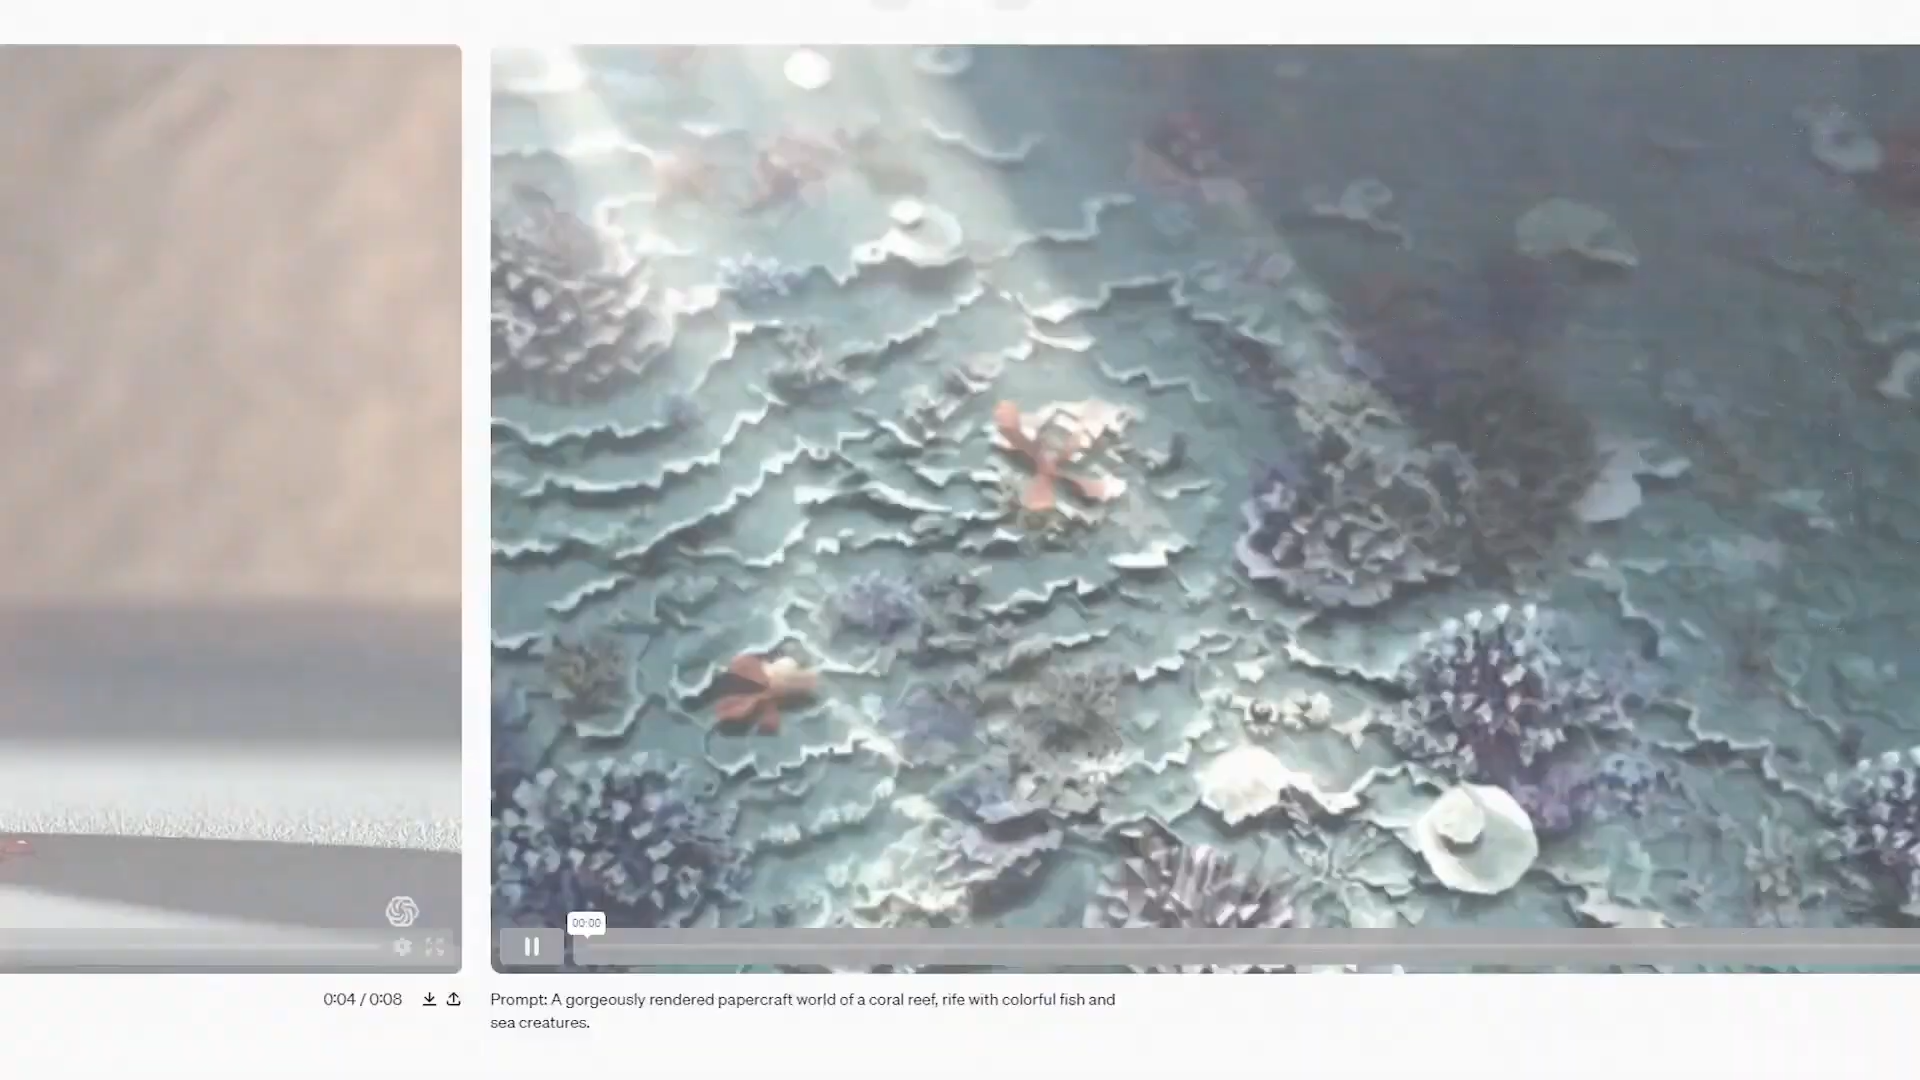 00:00
0:04 / 0:08
Prompt: A gorgeously rendered papercraft world of a coral reef, rife with colorful fish and
sea creatures.